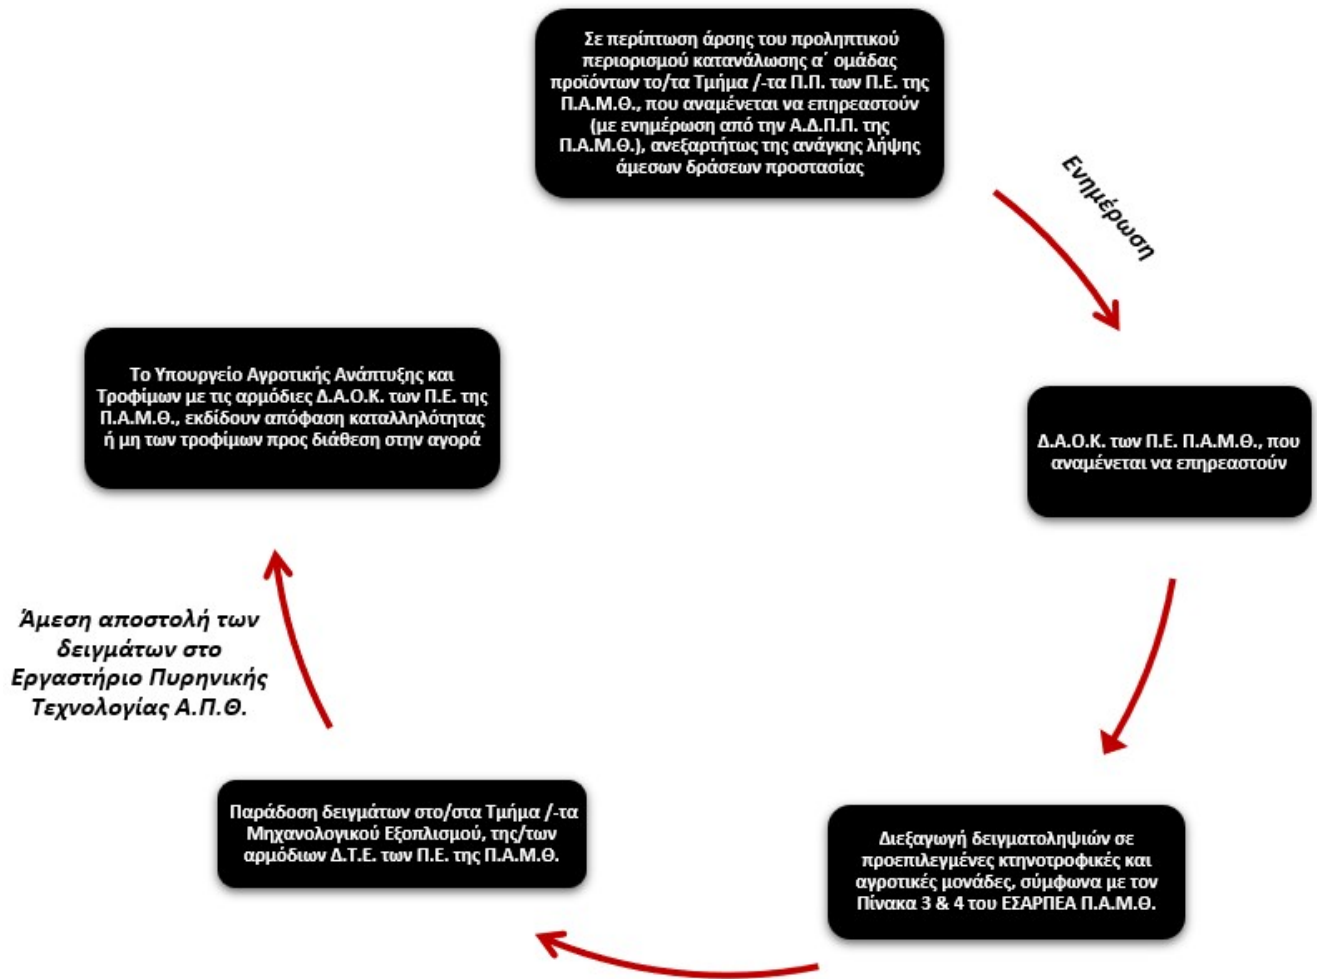 Σε περίπτωση άρσης του προληπτικού
περιορισμού κατανάλωσης α΄ ομάδας
προϊόντων το/τα Τμήμα /-τα Π.Π. των Π.Ε. της
Π.Α.Μ.Θ., που αναμένεται να επηρεαστούν
(με ενημέρωση από την Α.Δ.Π.Π. της
Π.Α.Μ.Θ.), ανεξαρτήτως της ανάγκης λήψης
άμεσων δράσεων προστασίας
Ενημέρωση
Δ.Α.Ο.Κ. των Π.Ε. Π.Α.Μ.Θ., που
αναμένεται να επηρεαστούν
Διεξαγωγή δειγματοληψιών σε
προεπιλεγμένες κτηνοτροφικές και
αγροτικές μονάδες, σύμφωνα με τον
Πίνακα 3 & 4 του ΕΣΑΡΠΕΑ Π.Α.Μ.Θ.
Παράδοση δειγμάτων στο/στα Τμήμα /-τα
Μηχανολογικού Εξοπλισμού, της/των
αρμόδιων Δ.Τ.Ε. των Π.Ε. της Π.Α.Μ.Θ.
Άμεση αποστολή των
δειγμάτων στο
Εργαστήριο Πυρηνικής
Τεχνολογίας Α.Π.Θ.
Το Υπουργείο Αγροτικής Ανάπτυξης και
Τροφίμων με τις αρμόδιες Δ.Α.Ο.Κ. των Π.Ε. της
Π.Α.Μ.Θ., εκδίδουν απόφαση καταλληλότητας
ή μη των τροφίμων προς διάθεση στην αγορά